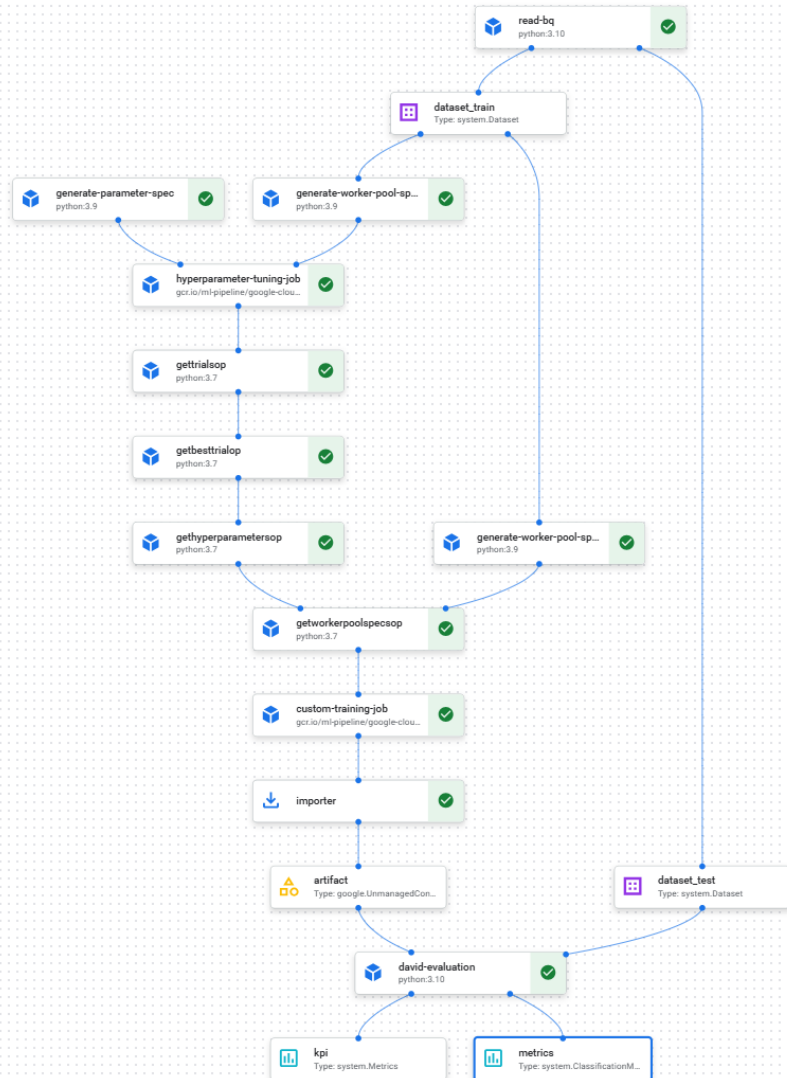 read-bq
python:3.10
dataset_train
Type: system.Dataset
generate-parameter-spec
python:3.9
generate-worker-pool-sp...
python:3.9
hyperparameter-tuning-job
gcr.io/ml-pipeline/google-clou...
gettrialsop
python:3.7
getbesttrialop
python:3.7
gethyperparametersop
python:3.7
generate-worker-pool-sp...
python:3.9
getworkerpoolspecsop
python:3.7
custom-training-job
gcr.io/ml-pipeline/google-clou...
importer
artifact
Type: google.UnmanagedCon...
dataset_test
Type: system.Dataset
david-evaluation
python:3.10
kpi
Type: system.Metrics
metrics
Type: system.ClassificationM...